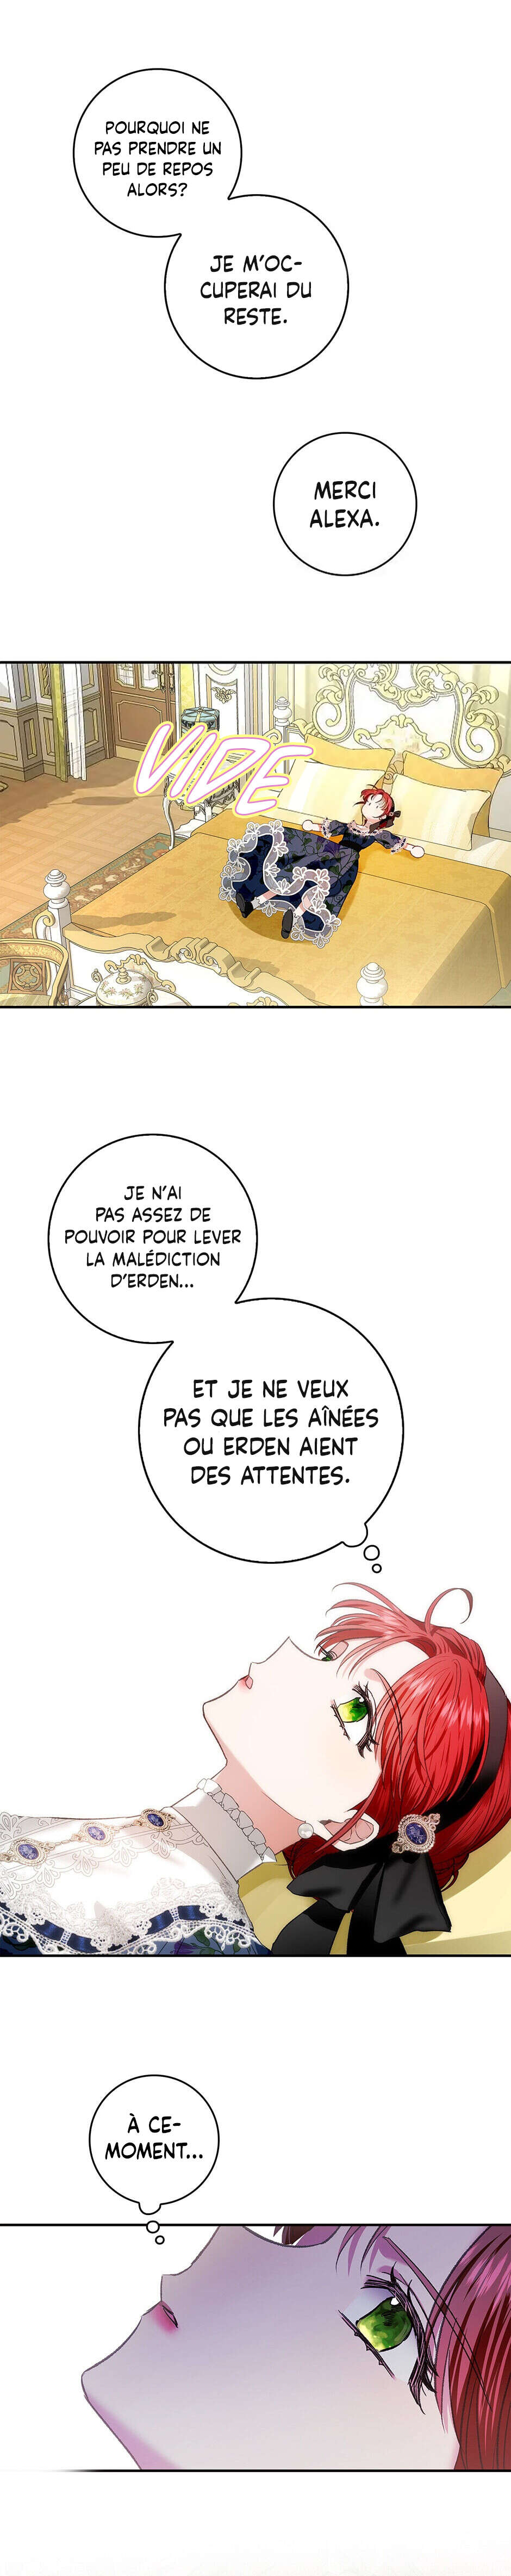 POURQUOI NE
PAS PRENDRE UN
PEU DE REPOS
ALORS?
JE M'OC-
CUPERAI DU
RESTE.
MERCI
ALEXA.
VIDE
JE N'AI
PAS ASSEZ DE
POUVOIR POUR LEVER
LA MALÉDICTION
D'ERDEN...
ET JE NE VEUX
PAS QUE LES AÎNÉES
OU ERDEN AIENT
DES ATTENTES.
À CE-
MOMENT...